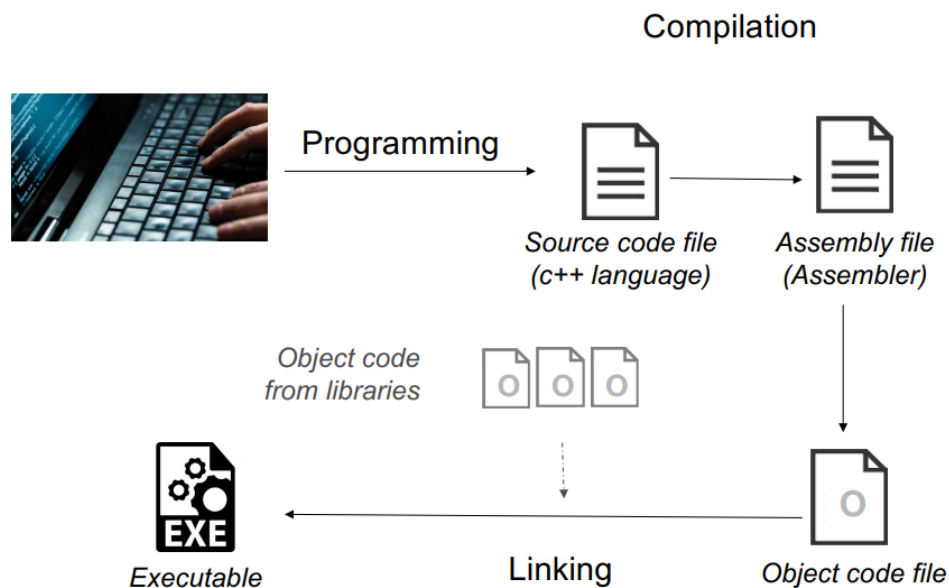 Compilation
Programming
Source code file
(c++ language)
Assembly file
(Assembler)
Object code
from libraries
O
O
O
O
EXE
Executable
Linking
Object code file